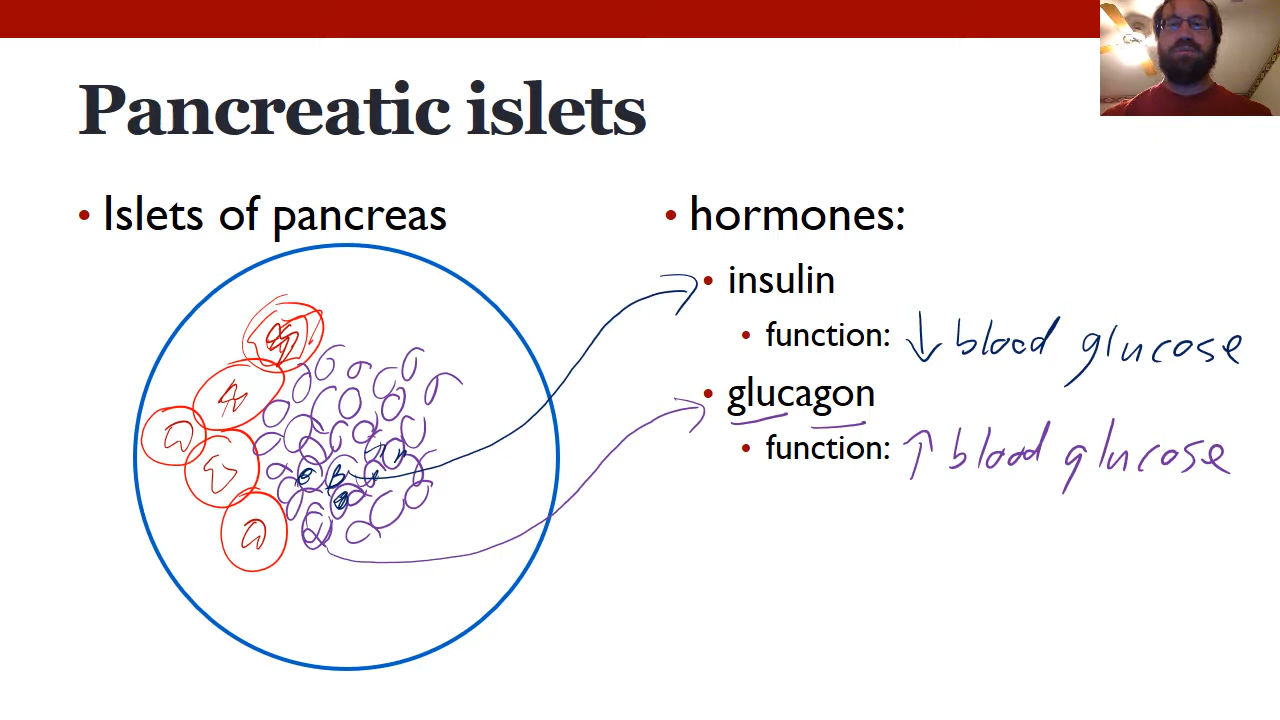 Pancreatic islets
• Islets of pancreas
• hormones:
• insulin
• function: ↓ blood glucose
• glucagon
• function: ↑ blood glucose